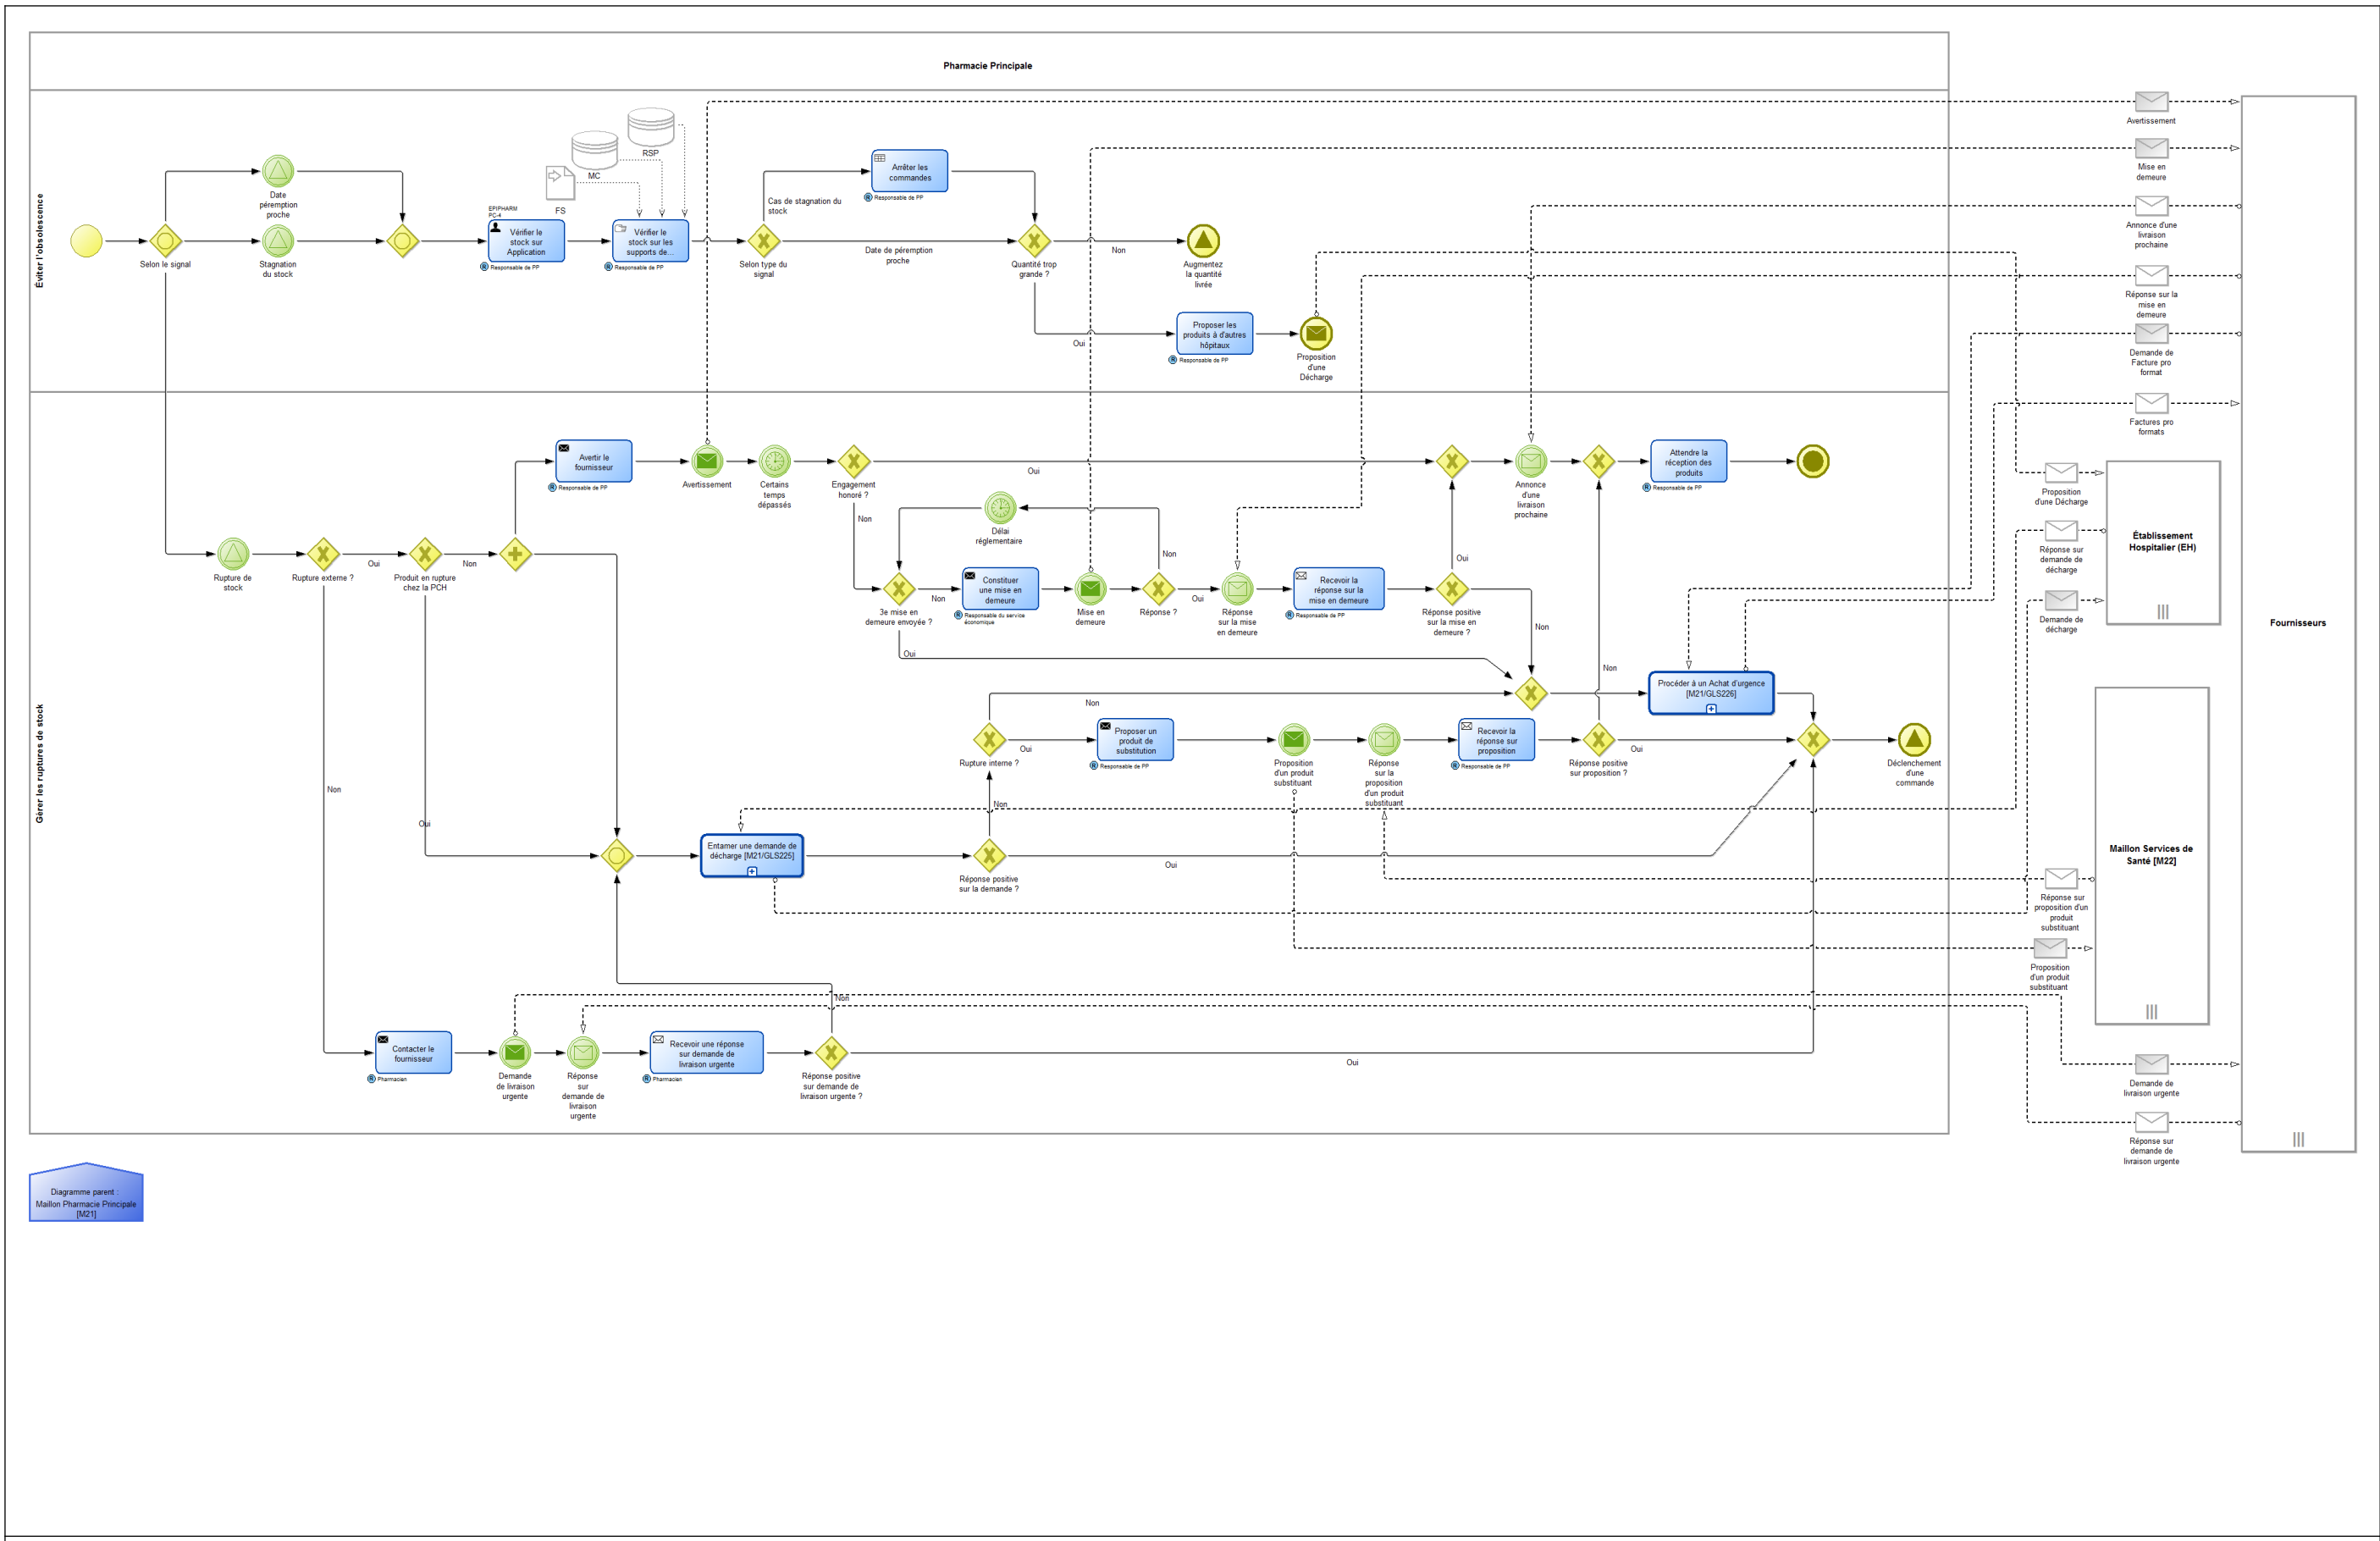 Pharmacie Principale
Éviter l'obsolescence
Selon le signal
Date
péremption
proche
Stagnation
du stock
EPIPHARM
PC-4
Vérifier le
stock sur
Application
R Responsable de PP
FS
MC
RSP
Vérifier le
stock sur les
supports de...
R Responsable de PP
Selon type du
signal
Cas de stagnation du
stock
Arrêter les
commandes
R Responsable de PP
Date de péremption
proche
Quantité trop
grande ?
Non
Augmentez
la quantité
livrée
Oui
Proposer les
produits à d'autres
hôpitaux
R Responsable de PP
Proposition
d'une
Décharge
Gèrer les ruptures de stock
Rupture de
stock
Rupture externe ?
Oui
Produit en rupture
chez la PCH
Non
Avertir le
fournisseur
R Responsable de PP
Avertissement
Certains
temps
dépassés
Engagement
honoré ?
Oui
Non
Annonce
d'une
livraison
prochaine
Attendre la
réception des
produits
R Responsable de PP
Délai
réglementaire
Non
3e mise en
demeure envoyée ?
Non
Constituer
une mise en
demeure
R Responsable du service
économique
Mise en
demeure
Réponse ?
Oui
Réponse
sur la mise
en demeure
Recevoir la
réponse sur la
mise en demeure
R Responsable de PP
Réponse positive
sur la mise en
demeure ?
Oui
Non
Oui
Non
Procéder à un Achat d'urgence
[M21/GLS226]
Non
Rupture interne ?
Oui
Proposer un
produit de
substitution
R Responsable de PP
Proposition
d'un produit
substituant
Réponse
sur la
proposition
d'un produit
substituant
Recevoir la
réponse sur
proposition
R Responsable de PP
Réponse positive
sur proposition ?
Oui
Déclenchement
d'une
commande
Non
Non
Oui
Entamer une demande de
décharge [M21/GLS225]
Réponse positive
sur la demande ?
Oui
Contacter le
fournisseur
R Pharmacien
Demande
de livraison
urgente
Réponse
sur
demande de
livraison
urgente
Recevoir une réponse
sur demande de
livraison urgente
R Pharmacien
Non
Réponse positive
sur demande de
livraison urgente ?
Oui
Avertissement
Mise en
demeure
Annonce d'une
livraison
prochaine
Réponse sur la
mise en
demeure
Demande de
Facture pro
format
Factures pro
formats
Proposition
d'une Décharge
Réponse sur
demande de
décharge
Demande de
décharge
Établissement
Hospitalier (EH)
Fournisseurs
Maillon Services de
Santé [M22]
Réponse sur
proposition d'un
produit
substituant
Proposition
d'un produit
substituant
Demande de
livraison urgente
Réponse sur
demande de
livraison urgente
Diagramme parent :
Maillon Pharmacie Principale
[M21]